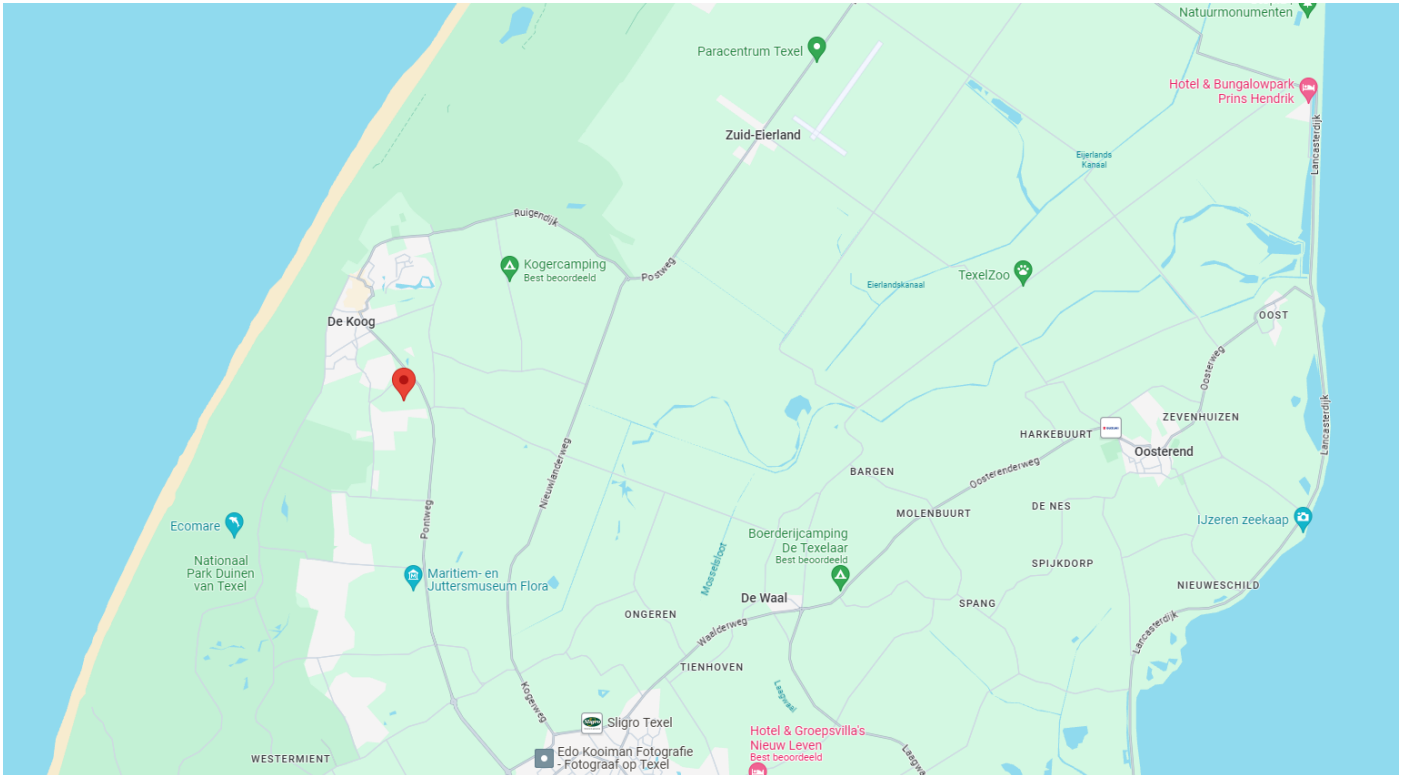 Natuurmonumenten
Paracentrum Texel
Hotel & Bungalowpark
Prins Hendrik
Lancasterdijk
Zuid-Eierland
Eijerlands
Kanaal
Ruigendijk
Kogercamping
Best beoordeeld
Postweg
TexelZoo
Eierlandskanaal
OOST
De Koog
Oosterweg
Lancasterdijk
ZEVENHUIZEN
HARKEBUURT
Oosterend
Nieuwlanderweg
BARGEN
Oosterenderweg
Pontweg
Ecomare
MOLENBUURT
DE NES
IJzeren zeekaap
Boerderijcamping
De Texelaar
Best beoordeeld
Mosselsloot
Nationaal
Park Duinen
van Texel
Maritiem- en
Juttersmuseum Flora
SPIJKDORP
NIEUWESCHILD
De Waal
SPANG
ONGEREN
Waalderweg
Lancasterdijk
TIENHOVEN
Kogerweg
Laagwaal
Sligro
Sligro Texel
Hotel & Groepsvilla's
Nieuw Leven
Best beoordeeld
Edo Kooiman Fotografie
- Fotograaf op Texel
WESTERMIENT